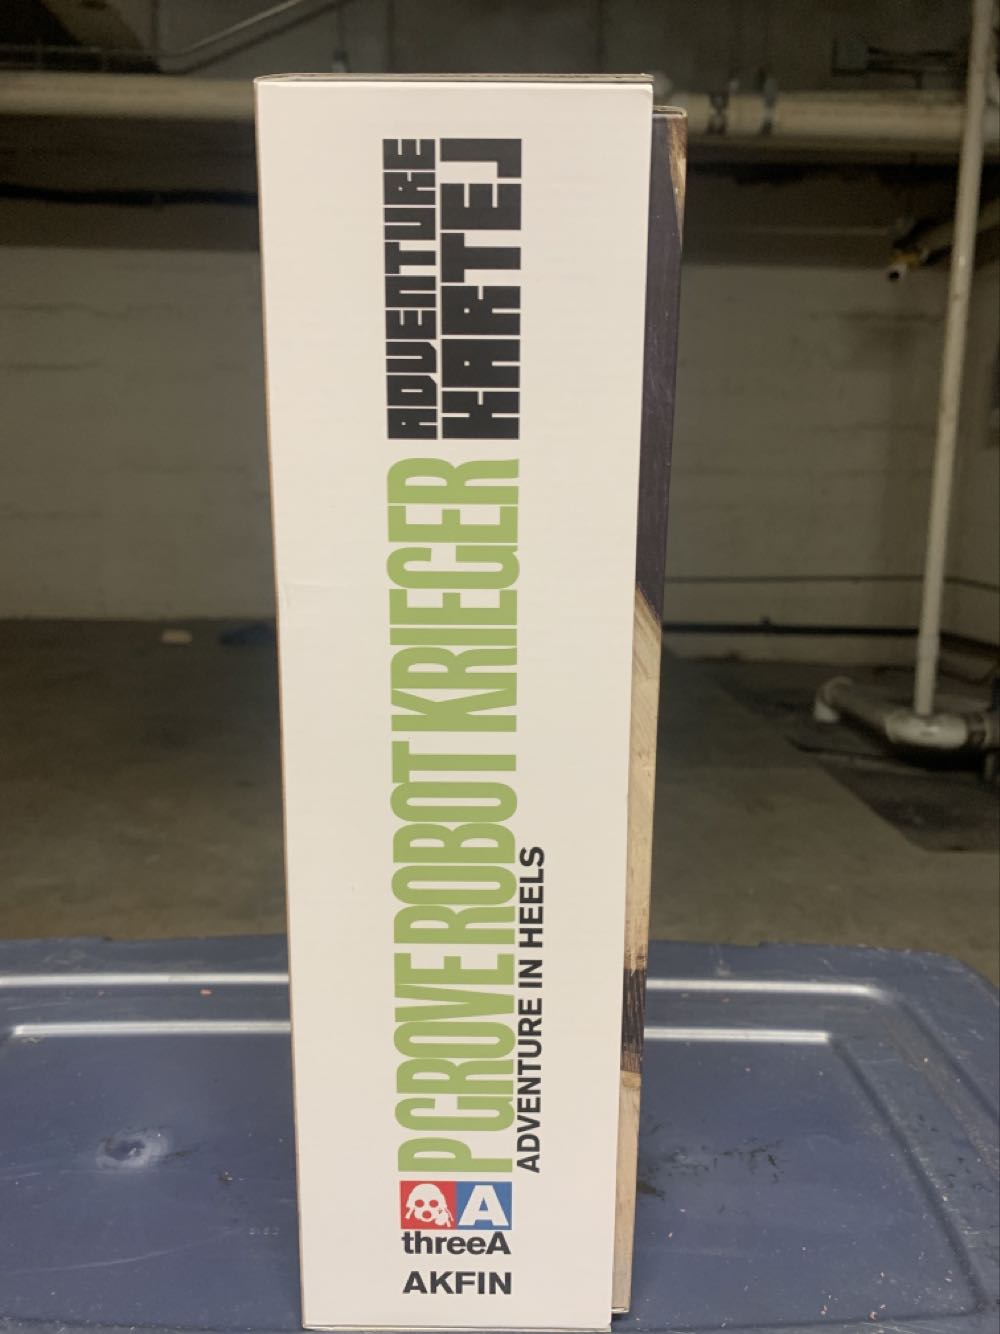 ADVENTURE
KARTEJ
P GROVE ROBOT KRIEGER
ADVENTURE IN HEELS
A
threeA
AKFIN